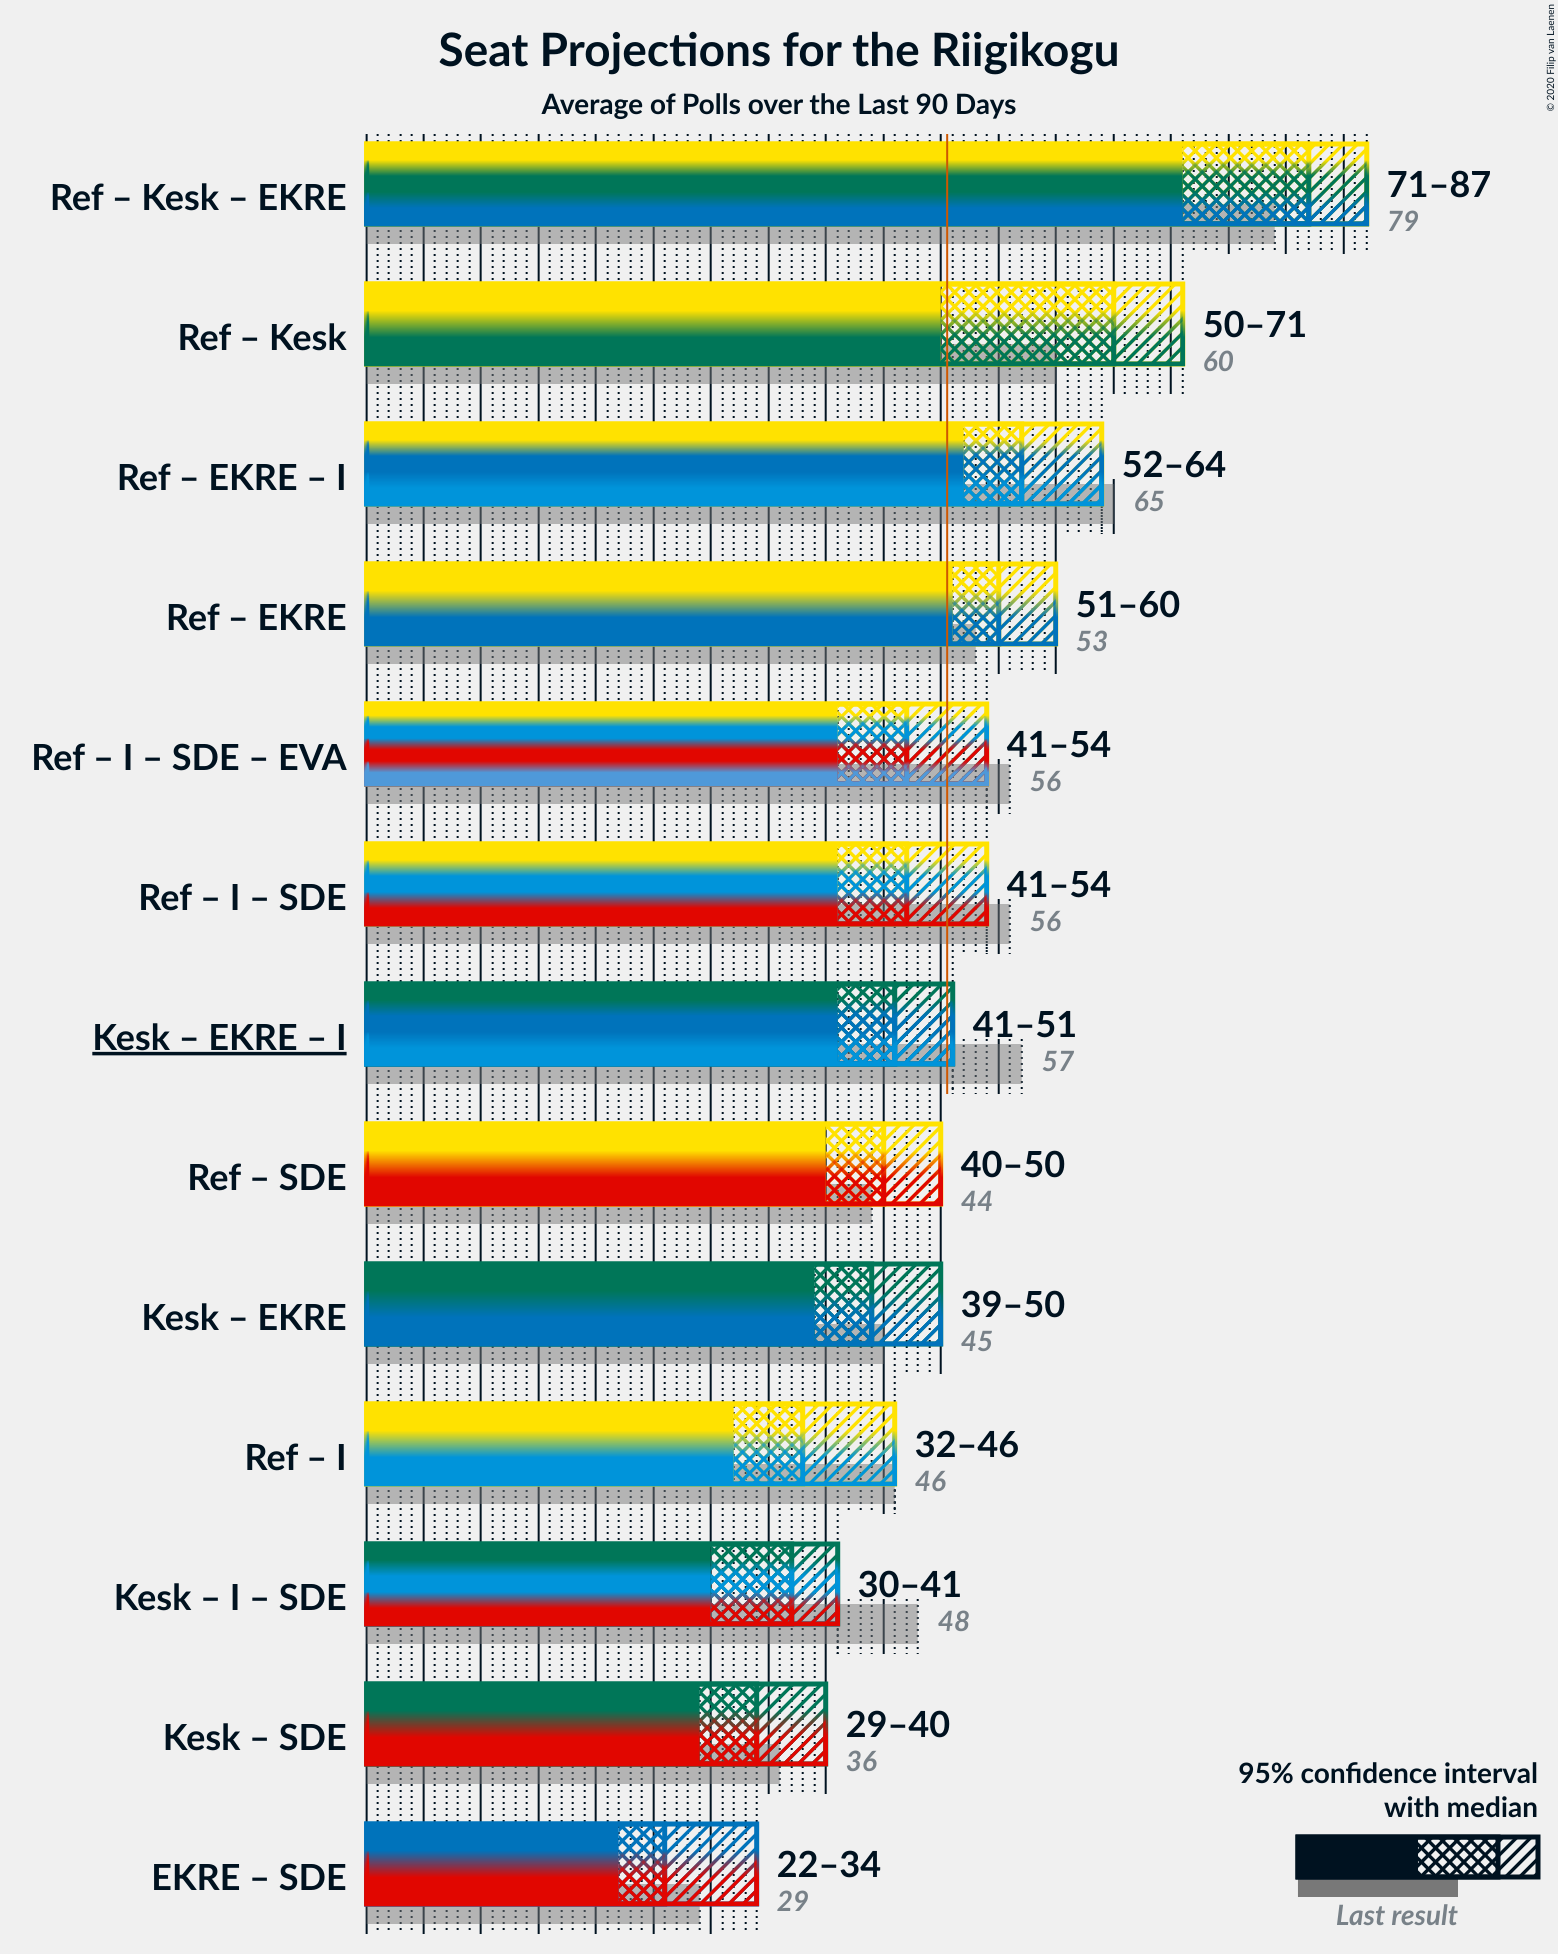 Seat Projections for the Riigikogu
Average of Polls over the Last 90 Days
© 2020 Filip van Laenen
Ref – Kesk – EKRE
71–87
79
Ref – Kesk
50–71
60
Ref – EKRE – I
52–64
65
Ref – EKRE
51–60
53
Ref – I – SDE – EVA
41–54
56
Ref – I – SDE
41–54
56
Kesk – EKRE – I
41–51
57
Ref – SDE
40–50
44
Kesk – EKRE
39–50
45
Ref – I
32–46
46
Kesk – I – SDE
30–41
48
Kesk – SDE
29–40
36
EKRE – SDE
22–34
29
95% confidence interval
with median
Last result